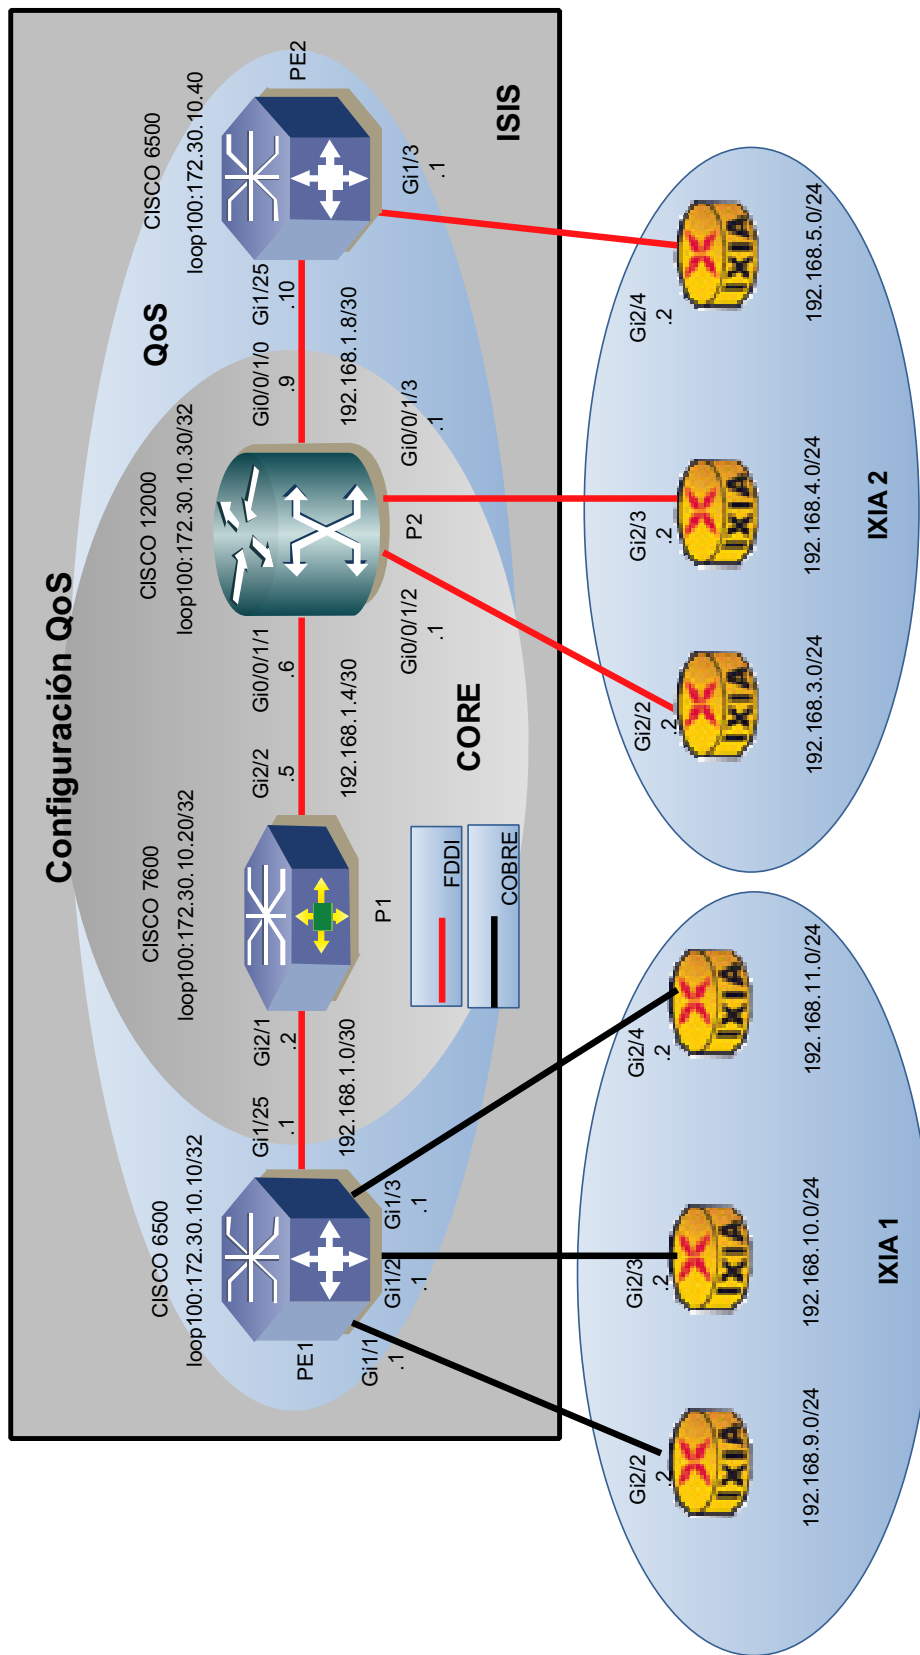 Configuración QoS
QoS
CISCO 6500
loop100:172.30.10.10/32
PE1
CISCO 7600
loop100:172.30.10.20/32
P1
CISCO 12000
loop100:172.30.10.30/32
P2
CISCO 6500
loop100:172.30.10.40
PE2
Gi1/25
.1
Gi2/1
.2
192.168.1.0/30
Gi2/2
.5
Gi0/0/1/1
.6
192.168.1.4/30
Gi0/0/1/0
.9
Gi1/25
.10
192.168.1.8/30
Gi1/1
.1
Gi1/2
.1
Gi1/3
.1
Gi0/0/1/2
.1
Gi0/0/1/3
.1
Gi1/3
.1
FDDI
COBRE
CORE
ISIS
Gi2/2
.2
Gi2/3
.2
Gi2/4
.2
Gi2/2
.2
Gi2/3
.2
Gi2/4
.2
IXIA
IXIA
IXIA
IXIA
IXIA
IXIA
192.168.9.0/24
192.168.10.0/24
192.168.11.0/24
192.168.3.0/24
192.168.4.0/24
192.168.5.0/24
IXIA 1
IXIA 2